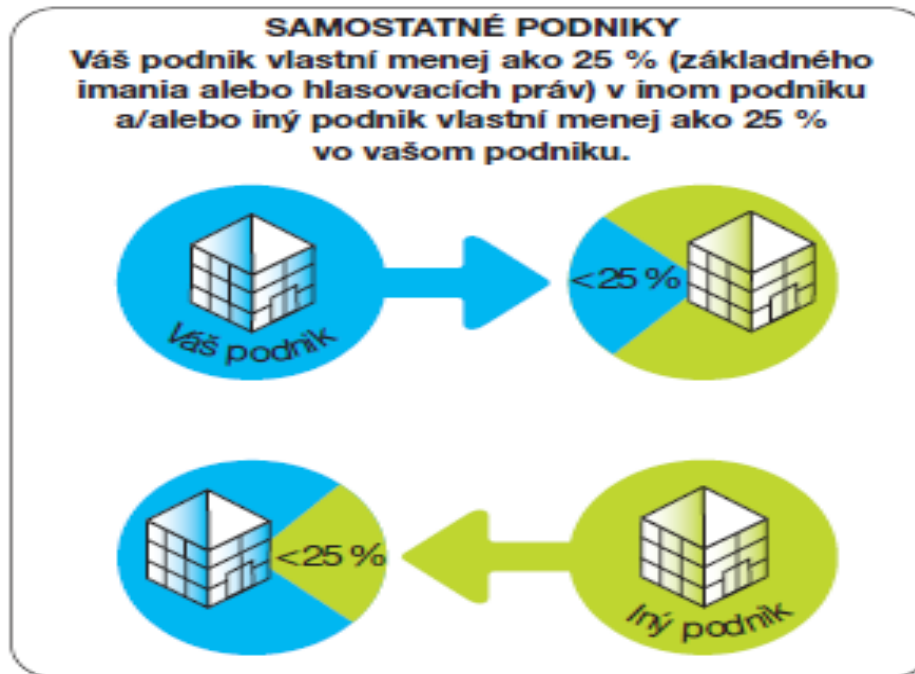 SAMOSTATNÉ PODNIKY
Váš podnik vlastní menej ako 25 % (základného
imania alebo hlasovacích práv) v inom podniku
a/alebo iný podnik vlastní menej ako 25 %
vo vašom podniku.
<25 %
Váš podnik
<25 %
Iný podnik